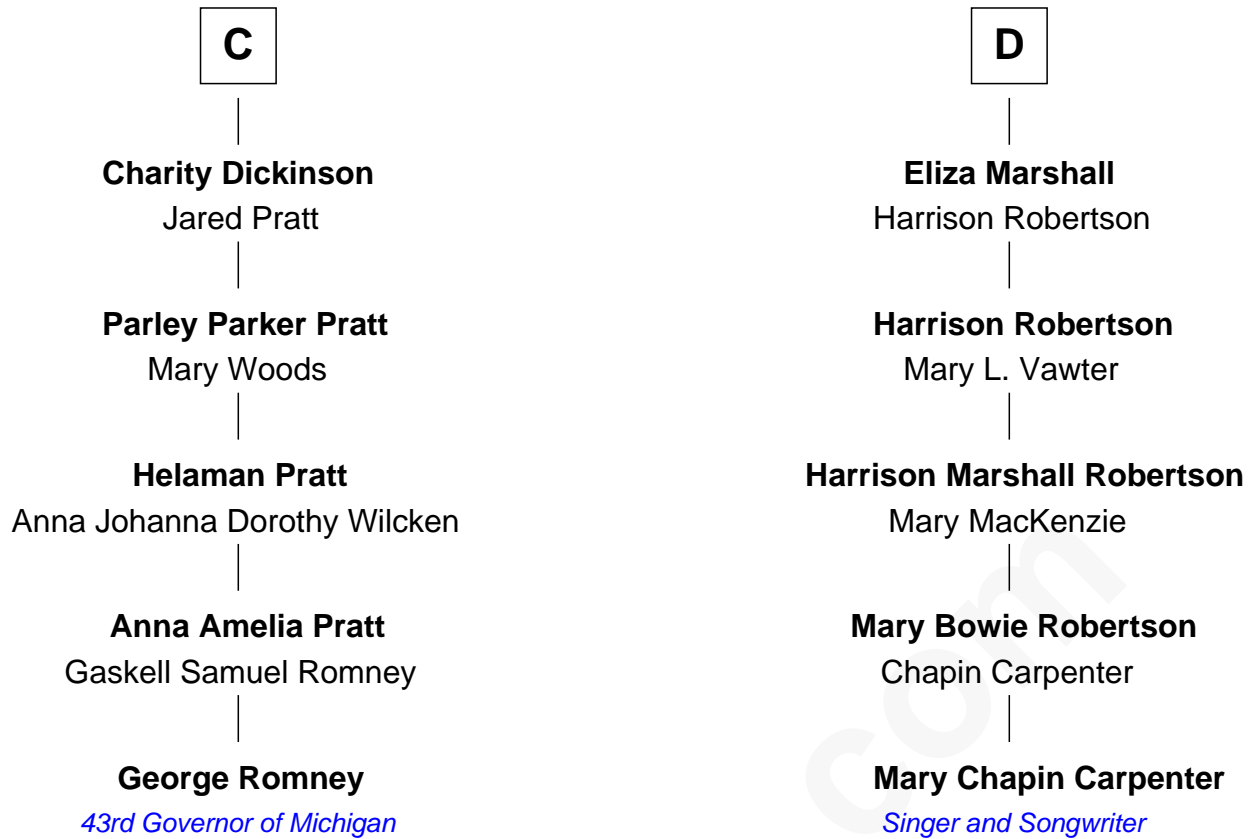 C
Charity Dickinson
Jared Pratt
Parley Parker Pratt
Mary Woods
Helaman Pratt
Anna Johanna Dorothy Wilcken
Anna Amelia Pratt
Gaskell Samuel Romney
George Romney
43rd Governor of Michigan
D
Eliza Marshall
Harrison Robertson
Harrison Robertson
Mary L. Vawter
Harrison Marshall Robertson
Mary MacKenzie
Mary Bowie Robertson
Chapin Carpenter
Mary Chapin Carpenter
Singer and Songwriter
com